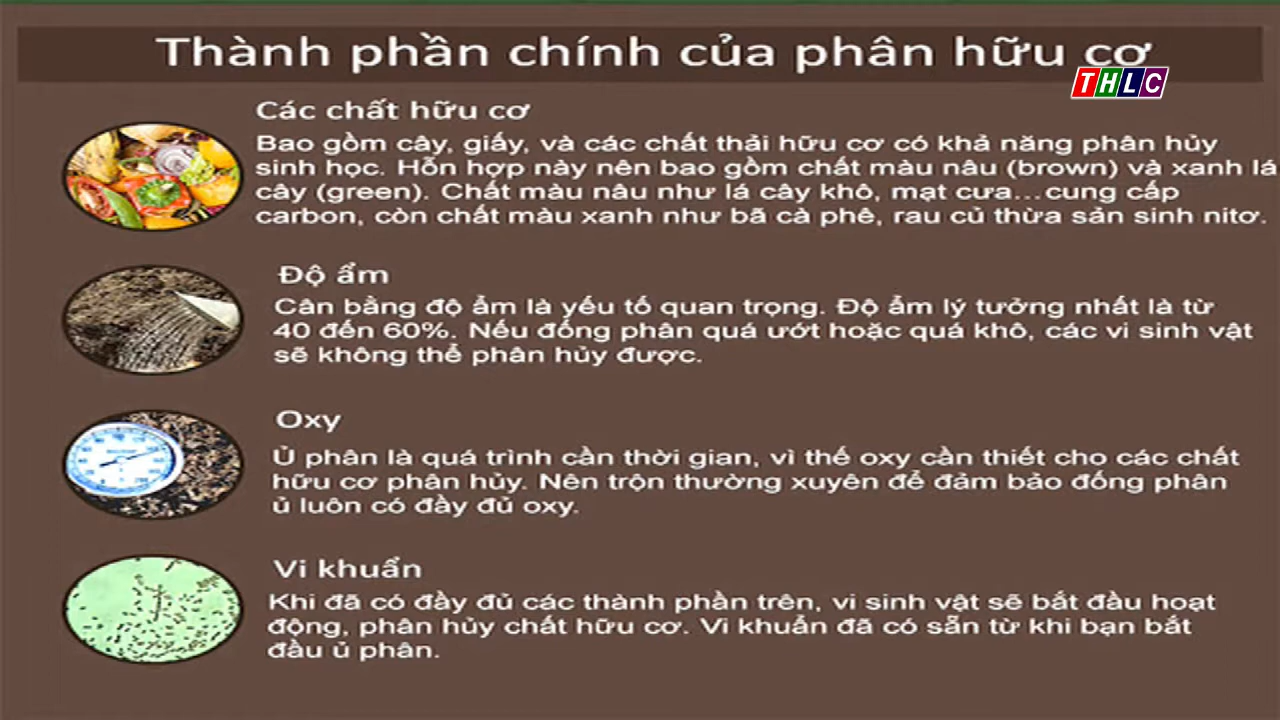 Thành phần chính của phân hữu cơ
THLC
Các chất hữu cơ
Bao gồm cây, giấy, và các chất thải hữu cơ có khả năng phân hủy
sinh học. Hỗn hợp này nên bao gồm chất màu nâu (brown) và xanh lá
cây (green). Chất màu nâu như lá cây khô, mạt cưa...cung cấp
carbon, còn chất màu xanh như bã cà phê, rau củ thừa sản sinh nitơ.
Độ ẩm
Cân bằng độ ẩm là yếu tố quan trọng. Độ ẩm lý tưởng nhất là từ
40 đến 60%. Nếu đống phân quá ướt hoặc quá khô, các vi sinh vật
sẽ không thể phân hủy được.
Oxy
Ủ phân là quá trình cần thời gian, vì thế oxy cần thiết cho các chất
hữu cơ phân hủy. Nên trộn thường xuyên để đảm bảo đống phân
ủ luôn có đầy đủ oxy.
Vi khuẩn
Khi đã có đầy đủ các thành phần trên, vi sinh vật sẽ bắt đầu hoạt
động, phân hủy chất hữu cơ. Vi khuẩn đã có sẵn từ khi bạn bắt
đầu ủ phân.